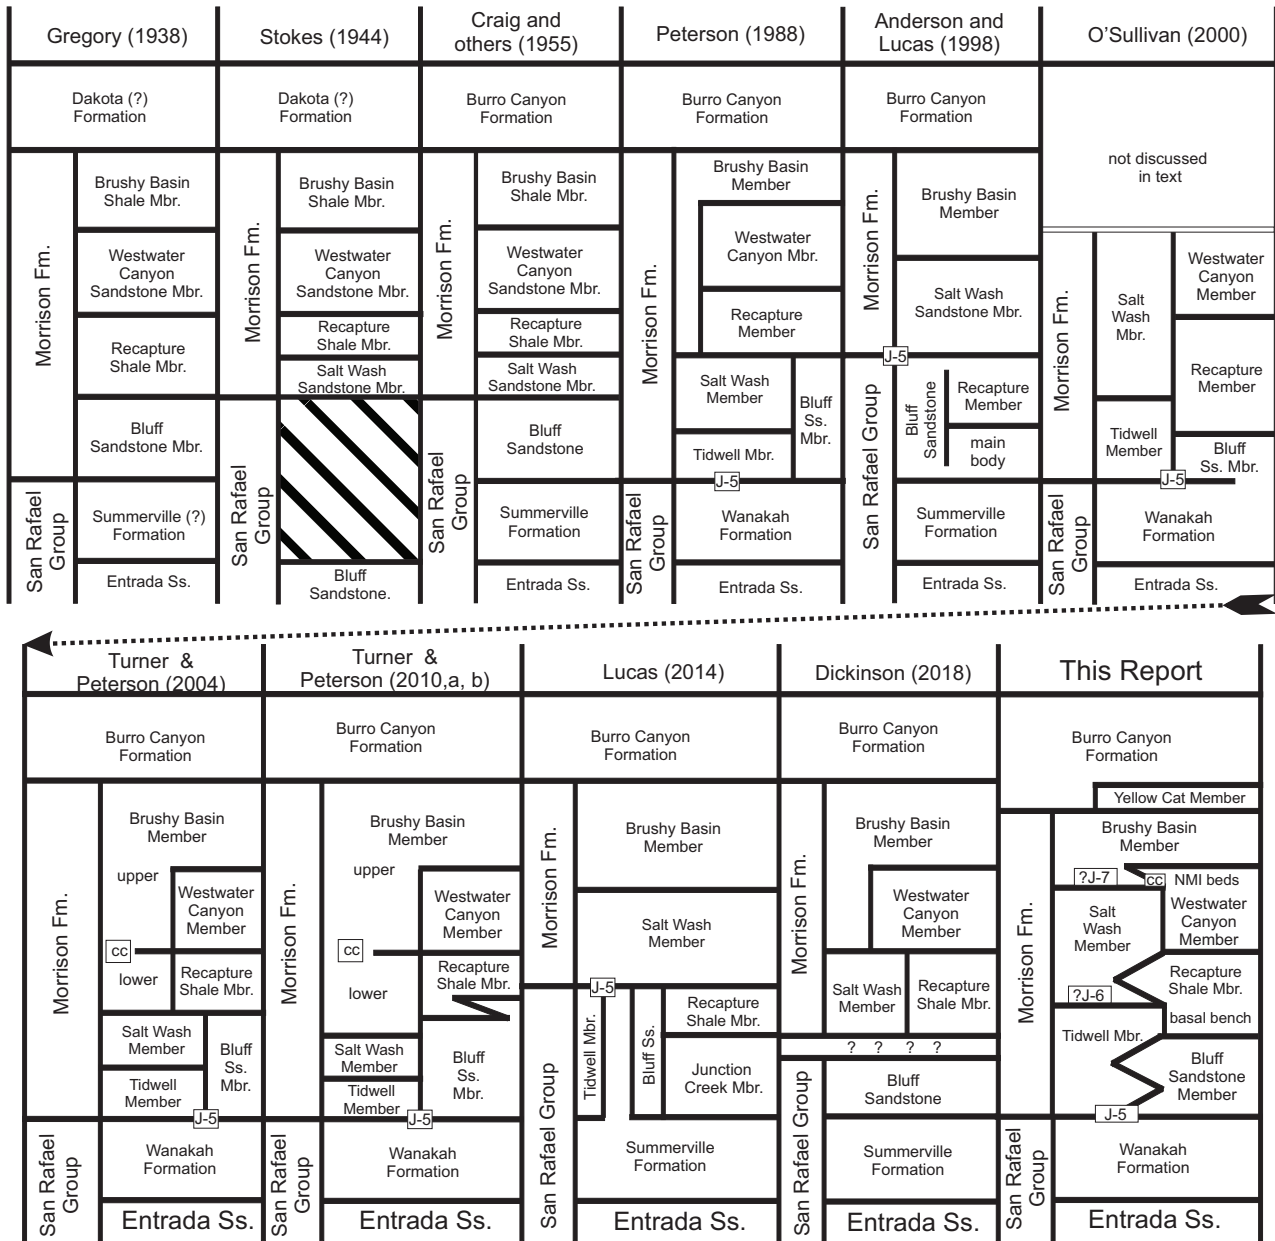 Gregory (1938)
Stokes (1944)
Craig and
others (1955)
Peterson (1988)
Anderson and
Lucas (1998)
O'Sullivan (2000)
Dakota (?)
Formation
Morrison Fm.
Brushy Basin
Shale Mbr.
Westwater
Canyon
Sandstone Mbr.
Recapture
Shale Mbr.
Bluff
Sandstone Mbr.
San Rafael
Group
Summerville (?)
Formation
Entrada Ss.
Dakota (?)
Formation
Morrison Fm.
Brushy Basin
Shale Mbr.
Westwater
Canyon
Sandstone Mbr.
Recapture
Shale Mbr.
Salt Wash
Sandstone Mbr.
San Rafael
Group
Bluff
Sandstone.
Burro Canyon
Formation
Morrison Fm.
Brushy Basin
Shale Mbr.
Westwater
Canyon
Sandstone Mbr.
Recapture
Shale Mbr.
Salt Wash
Sandstone Mbr.
San Rafael
Group
Bluff
Sandstone
Summerville
Formation
Entrada Ss.
Burro Canyon
Formation
Morrison Fm.
Brushy Basin
Member
Westwater
Canyon Mbr.
Recapture
Member
Salt Wash
Member
Bluff
Ss.
Mbr.
Tidwell Mbr.
J-5
San Rafael
Group
Wanakah
Formation
Entrada Ss.
Burro Canyon
Formation
Morrison Fm.
Brushy Basin
Member
Salt Wash
Sandstone Mbr.
J-5
San Rafael Group
Bluff
Sandstone
Recapture
Member
main
body
Summerville
Formation
Entrada Ss.
not discussed
in text
Morrison Fm.
Salt
Wash
Mbr.
Westwater
Canyon
Member
Recapture
Member
Tidwell
Member
Bluff
Ss. Mbr.
J-5
San Rafael
Group
Wanakah
Formation
Entrada Ss.
Turner &
Peterson (2004)
Turner &
Peterson (2010,a, b)
Lucas (2014)
Dickinson (2018)
This Report
Burro Canyon
Formation
Morrison Fm.
Brushy Basin
Member
upper
Westwater
Canyon
Member
cc
lower
Recapture
Shale Mbr.
Salt Wash
Member
Bluff
Ss.
Mbr.
Tidwell
Member
J-5
San Rafael
Group
Wanakah
Formation
Entrada Ss.
Burro Canyon
Formation
Morrison Fm.
Brushy Basin
Member
upper
Westwater
Canyon
Member
cc
lower
Recapture
Shale Mbr.
Salt Wash
Member
Bluff
Ss.
Mbr.
Tidwell
Member
J-5
San Rafael
Group
Wanakah
Formation
Entrada Ss.
Burro Canyon
Formation
Morrison Fm.
Brushy Basin
Member
Salt Wash
Member
J-5
San Rafael Group
Tidwell Mbr.
Bluff Ss.
Recapture
Shale Mbr.
Junction
Creek Mbr.
Summerville
Formation
Entrada Ss.
Burro Canyon
Formation
Morrison Fm.
Brushy Basin
Member
Westwater
Canyon
Member
Salt Wash
Member
Recapture
Shale Mbr.
? ? ? ?
San Rafael Group
Bluff
Sandstone
Summerville
Formation
Entrada Ss.
Burro Canyon
Formation
Yellow Cat Member
Morrison Fm.
Brushy Basin
Member
?J-7
cc
NMI beds
Salt
Wash
Member
Westwater
Canyon
Member
Recapture
Shale Mbr.
?J-6
basal bench
Tidwell Mbr.
Bluff
Sandstone
Member
J-5
San Rafael
Group
Wanakah
Formation
Entrada Ss.